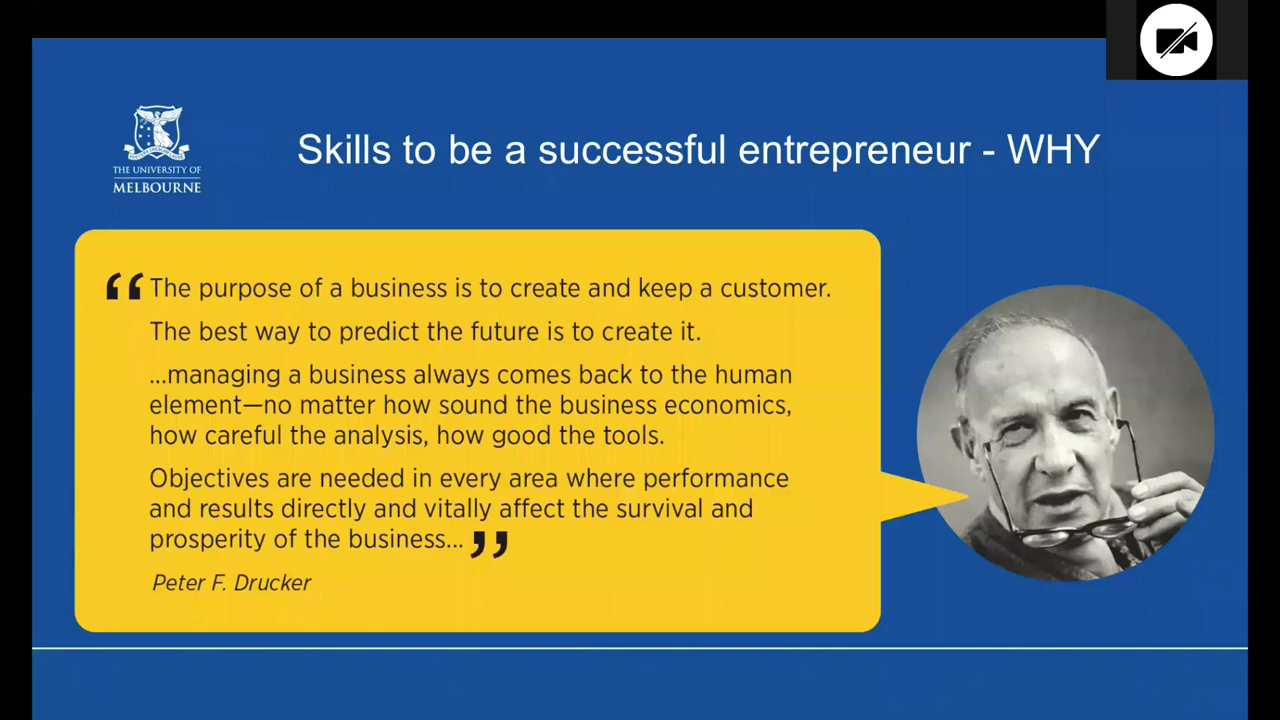 THE UNIVERSITY OF
MELBOURNE
Skills to be a successful entrepreneur - WHY
“The purpose of a business is to create and keep a customer.
The best way to predict the future is to create it.
...managing a business always comes back to the human
element—no matter how sound the business economics,
how careful the analysis, how good the tools.
Objectives are needed in every area where performance
and results directly and vitally affect the survival and
prosperity of the business...”
Peter F. Drucker